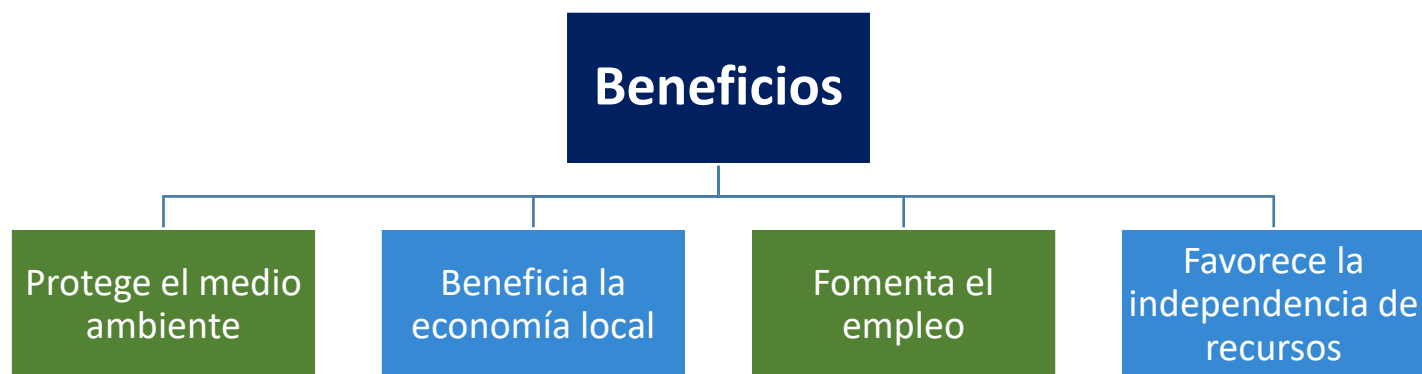 Beneficios
Protege el medio
ambiente
Beneficia la
economía local
Fomenta el
empleo
Favorece la
independencia de
recursos